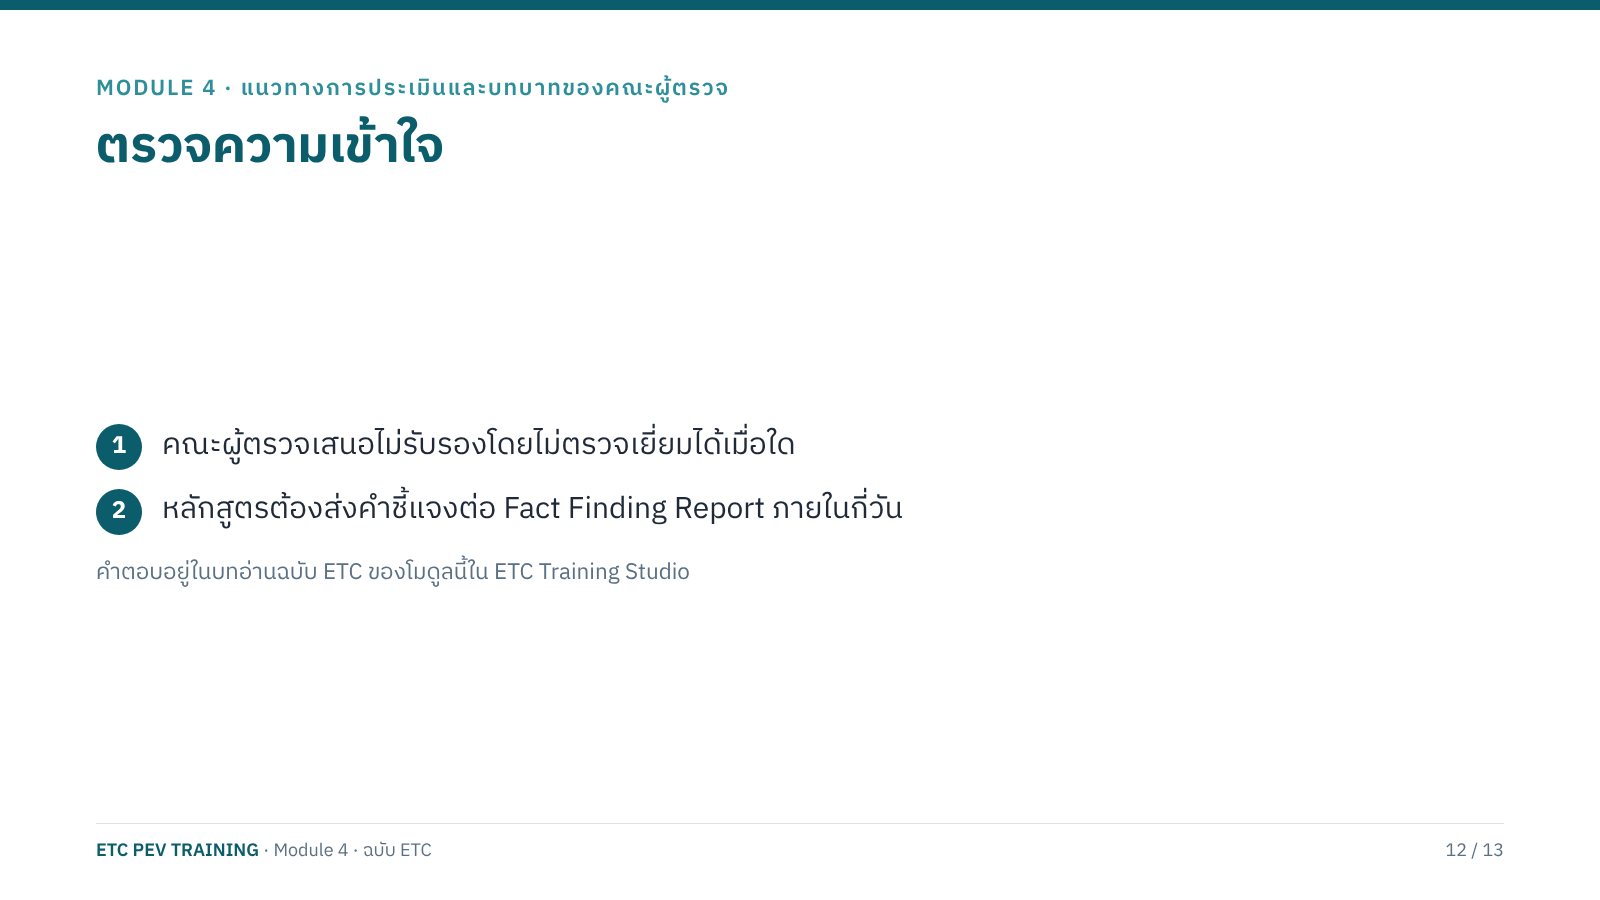 MODULE 4 · แนวทางการประเมินและบทบาทของคณะผู้ตรวจ
ตรวจความเข้าใจ
1 คณะผู้ตรวจเสนอไม่รับรองโดยไม่ตรวจเยี่ยมได้เมื่อใด
2 หลักสูตรต้องส่งคำชี้แจงต่อ Fact Finding Report ภายในกี่วัน
คำตอบอยู่ในบทอ่านฉบับ ETC ของโมดูลนี้ใน ETC Training Studio
ETC PEV TRAINING · Module 4 · ฉบับ ETC
12 / 13